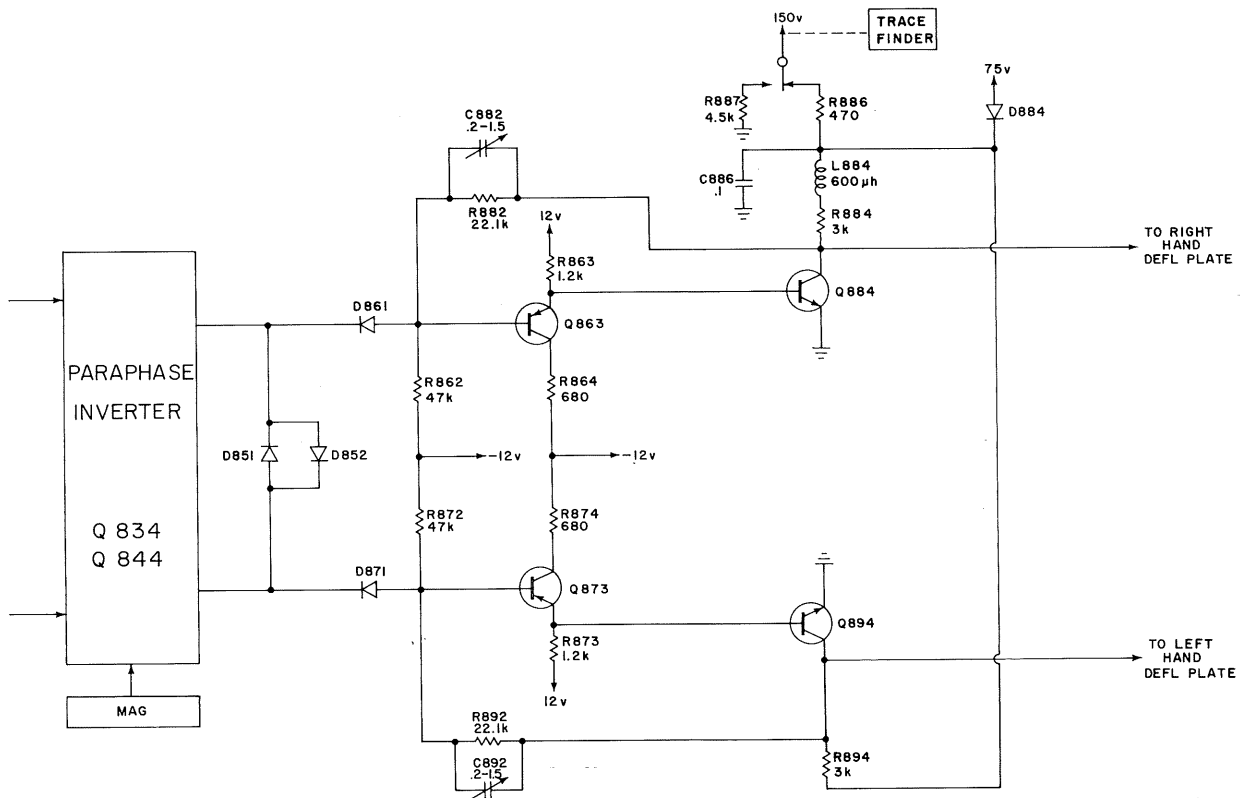 150v
TRACE
FINDER
75v
C882
.2-1.5
R887
4.5k
R886
470
D884
C886
.1
L884
600µh
R882
22.1k
R884
3k
12v
TO RIGHT
HAND
DEFL PLATE
R863
1.2k
Q884
D861
Q863
PARAPHASE
INVERTER
R862
47k
R864
680
D851
D852
-12v
-12v
R872
47k
R874
680
Q 834
Q 844
D871
Q873
Q894
R873
1.2k
TO LEFT
HAND
DEFL PLATE
12v
MAG
R892
22.1k
C892
.2-1.5
R894
3k